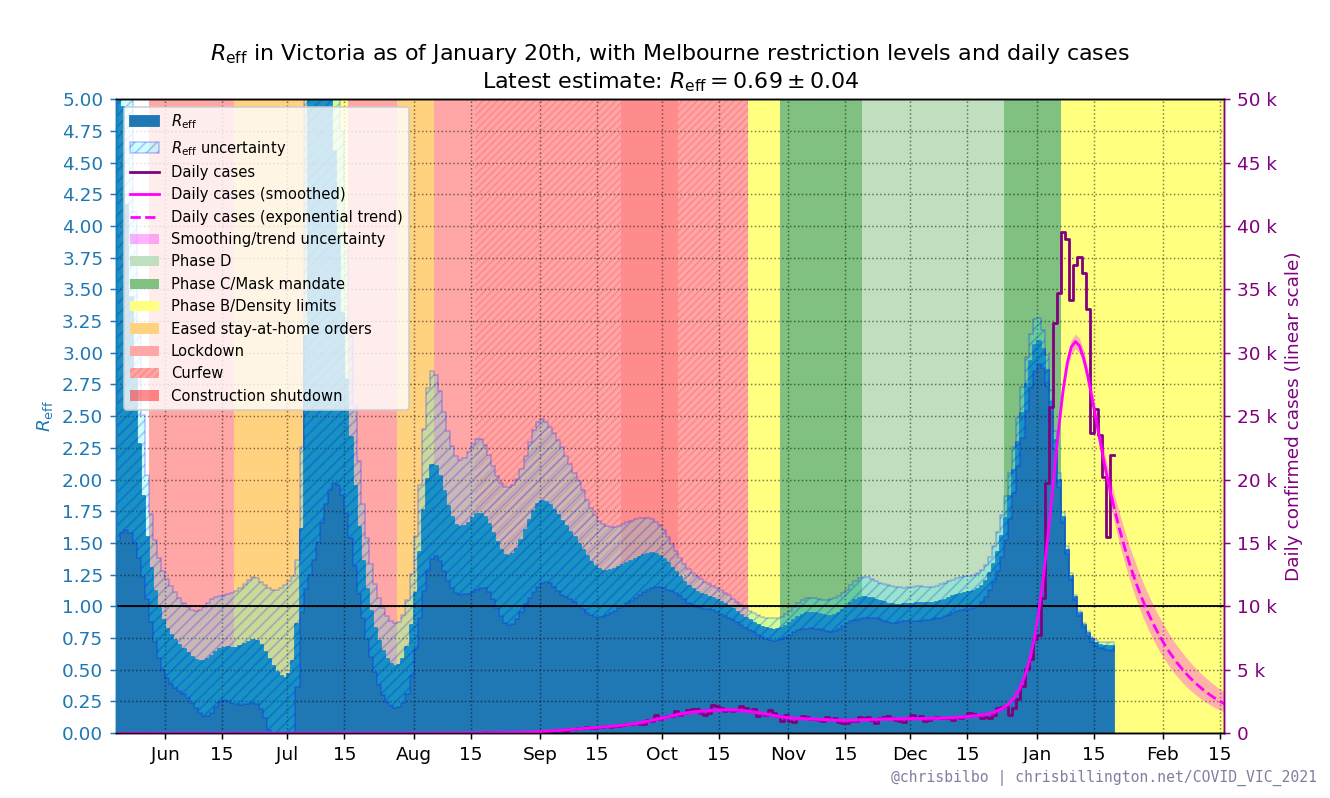 R_eff in Victoria as of January 20th, with Melbourne restriction levels and daily cases
Latest estimate: R_eff = 0.69 ± 0.04
5.00
4.75
4.50
4.25
4.00
3.75
3.50
3.25
3.00
2.75
2.50
2.25
2.00
1.75
1.50
1.25
1.00
0.75
0.50
0.25
0.00
R_eff
R_eff
R_eff uncertainty
Daily cases
Daily cases (smoothed)
Daily cases (exponential trend)
Smoothing/trend uncertainty
Phase D
Phase C/Mask mandate
Phase B/Density limits
Eased stay-at-home orders
Lockdown
Curfew
Construction shutdown
50 k
45 k
40 k
35 k
30 k
25 k
20 k
15 k
10 k
5 k
0
Daily confirmed cases (linear scale)
Jun 15 Jul 15 Aug 15 Sep 15 Oct 15 Nov 15 Dec 15 Jan 15 Feb 15
@chrisbilbo | chrisbillington.net/COVID_VIC_2021